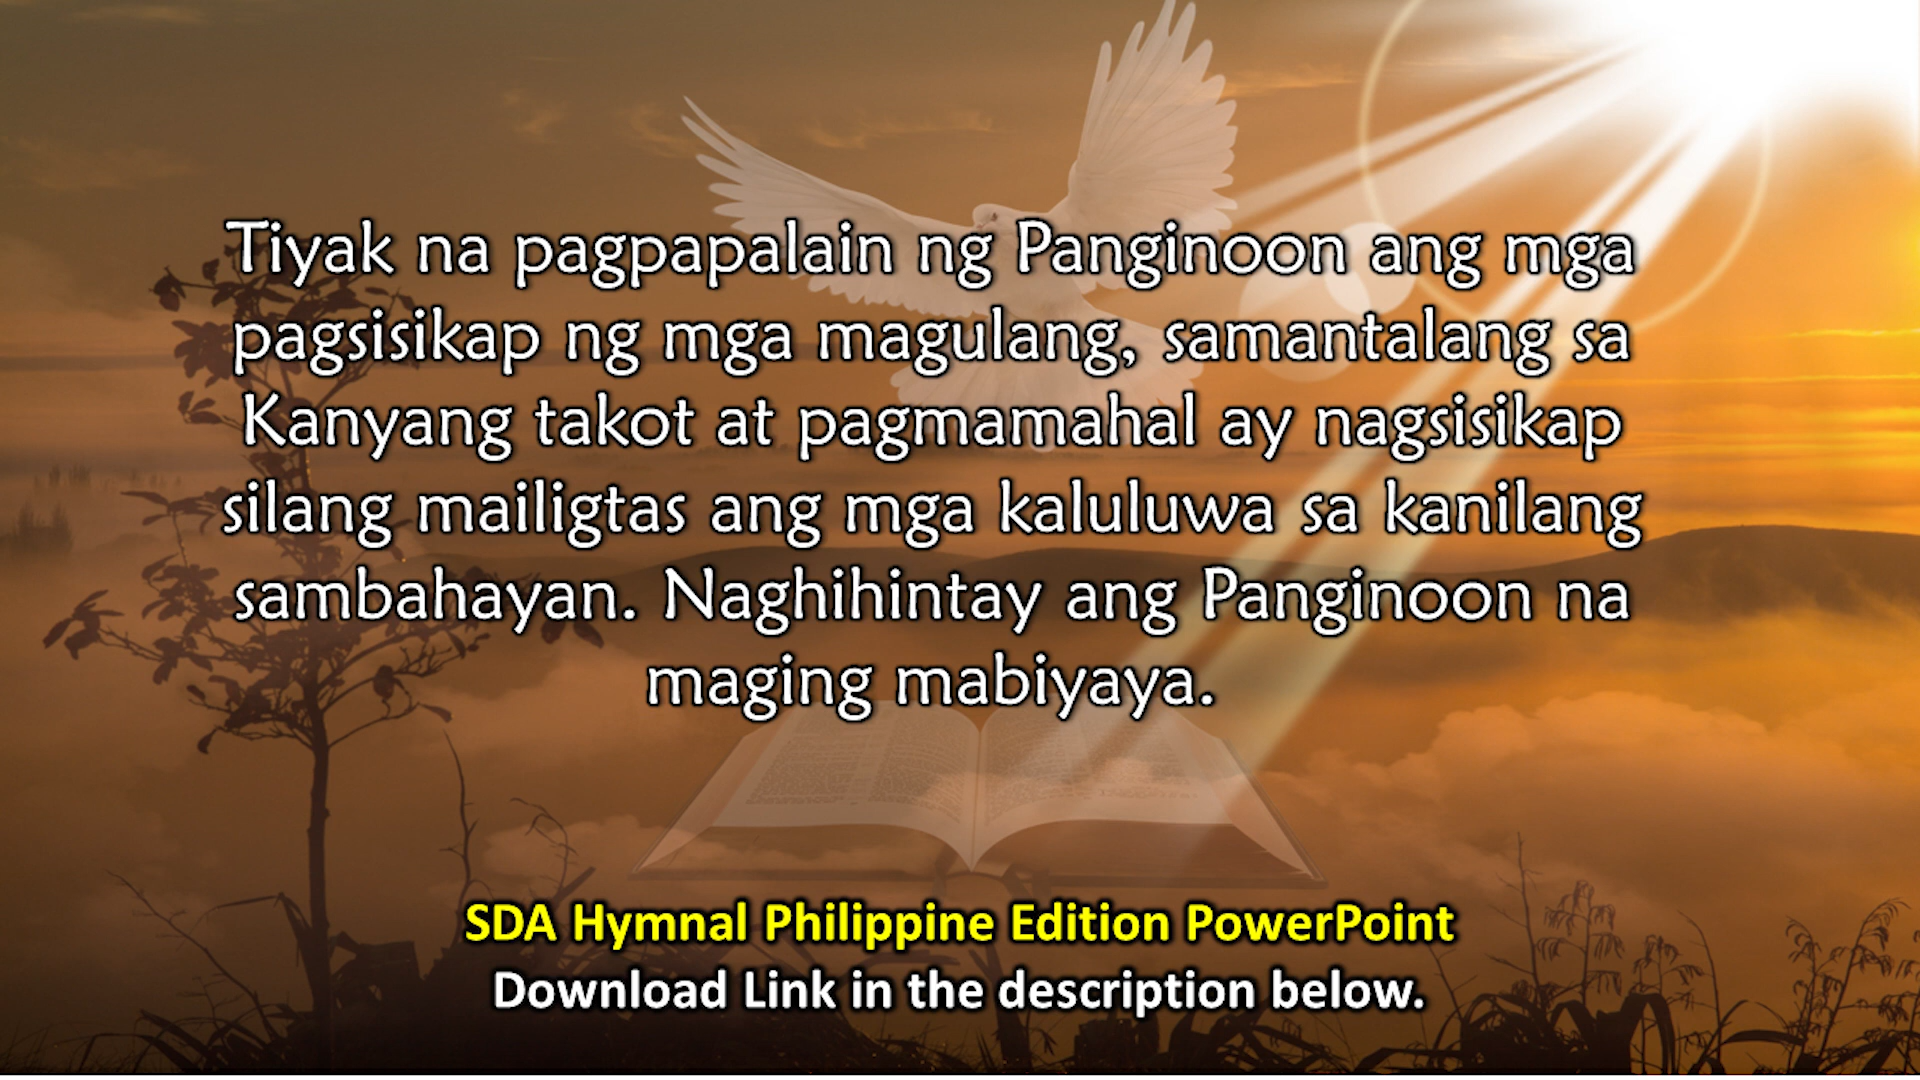 Tiyak na pagpapalain ng Panginoon ang mga
pagsisikap ng mga magulang, samantalang sa
Kanyang takot at pagmamahal ay nagsisikap
silang mailigtas ang mga kaluluwa sa kanilang
sambahayan. Naghihintay ang Panginoon na
maging mabiyaya.
SDA Hymnal Philippine Edition PowerPoint
Download Link in the description below.